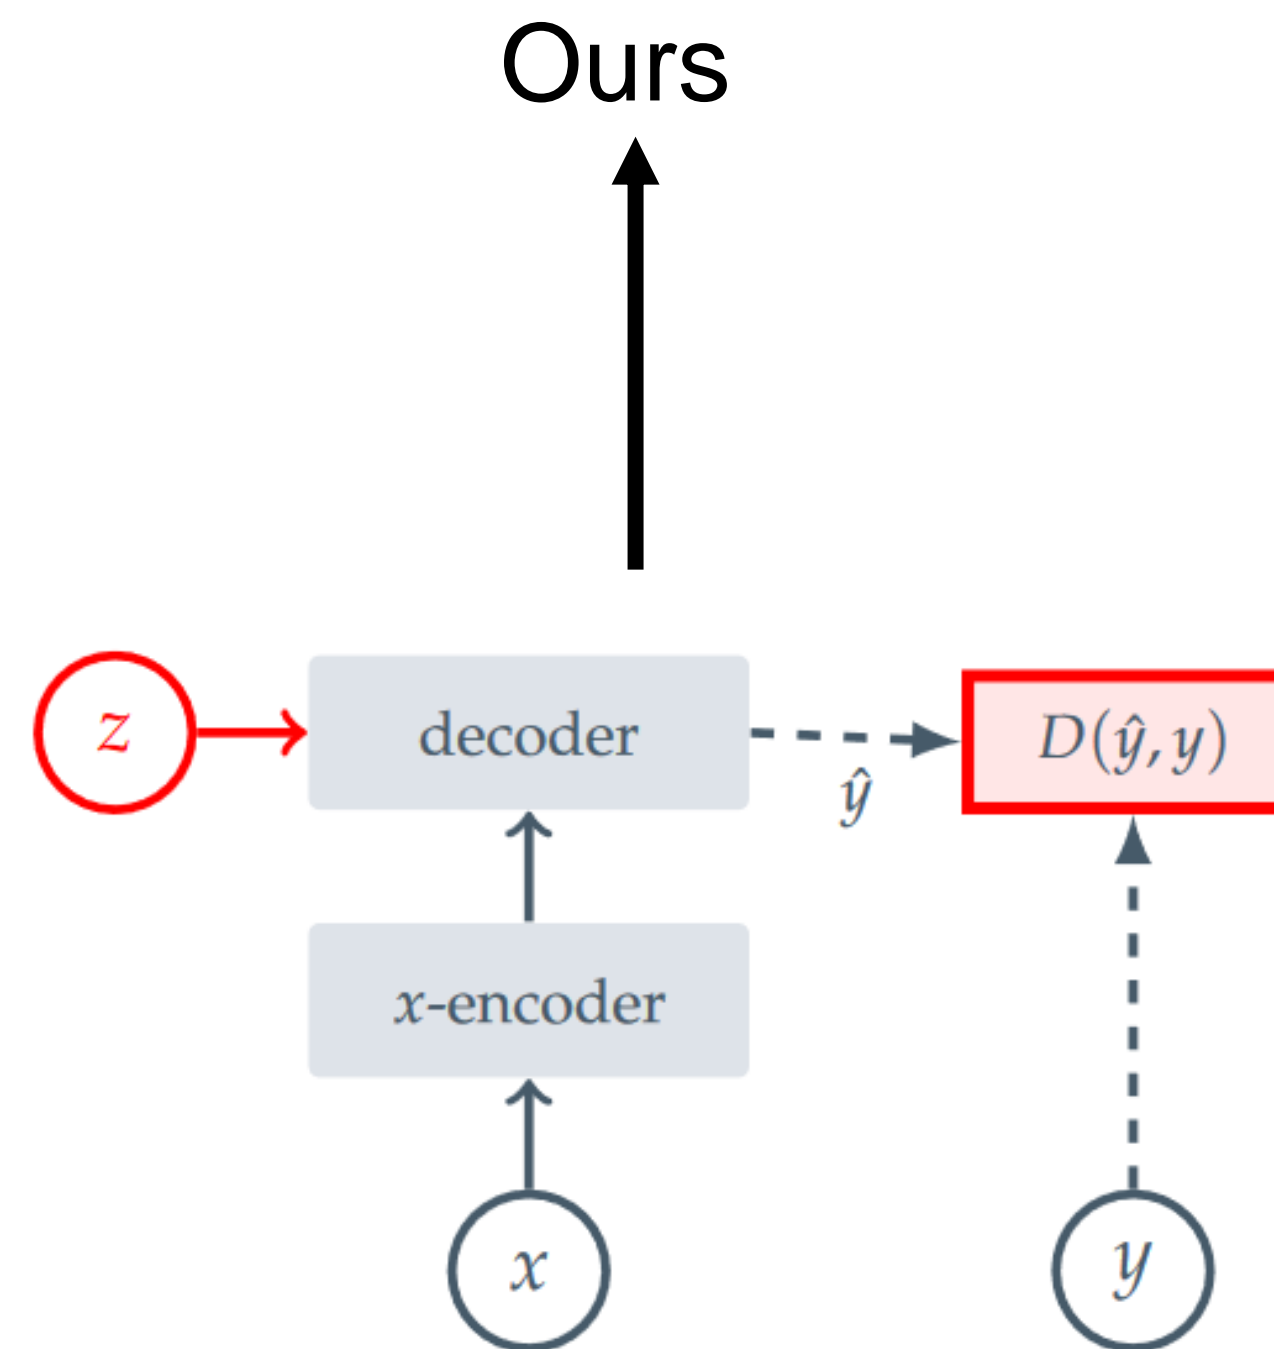 Ours
z
decoder
D(ŷ, y)
ŷ
x-encoder
x
y